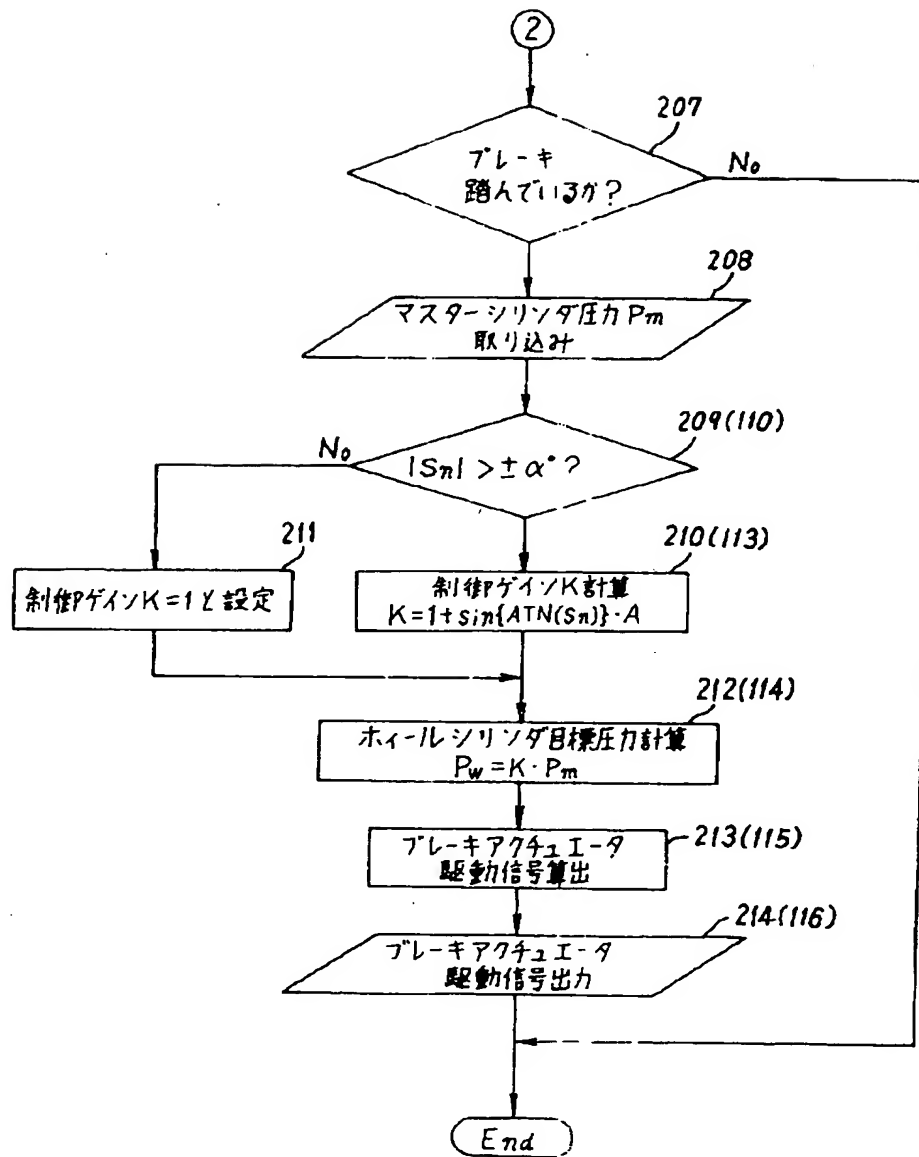 2
207
ブレーキ
踏んでいるか?
No
208
マスターシリンダ圧力Pm
取り込み
209(110)
No
|Sn| > ± α° ?
211
制御ゲインK=1と設定
210(113)
制御ゲインK計算
K=1+sin{ATN(Sn)}·A
212(114)
ホィールシリンダ目標圧力計算
Pw=K·Pm
213(115)
ブレーキアクチュエータ
駆動信号算出
214(116)
ブレーキアクチュエータ
駆動信号出力
End